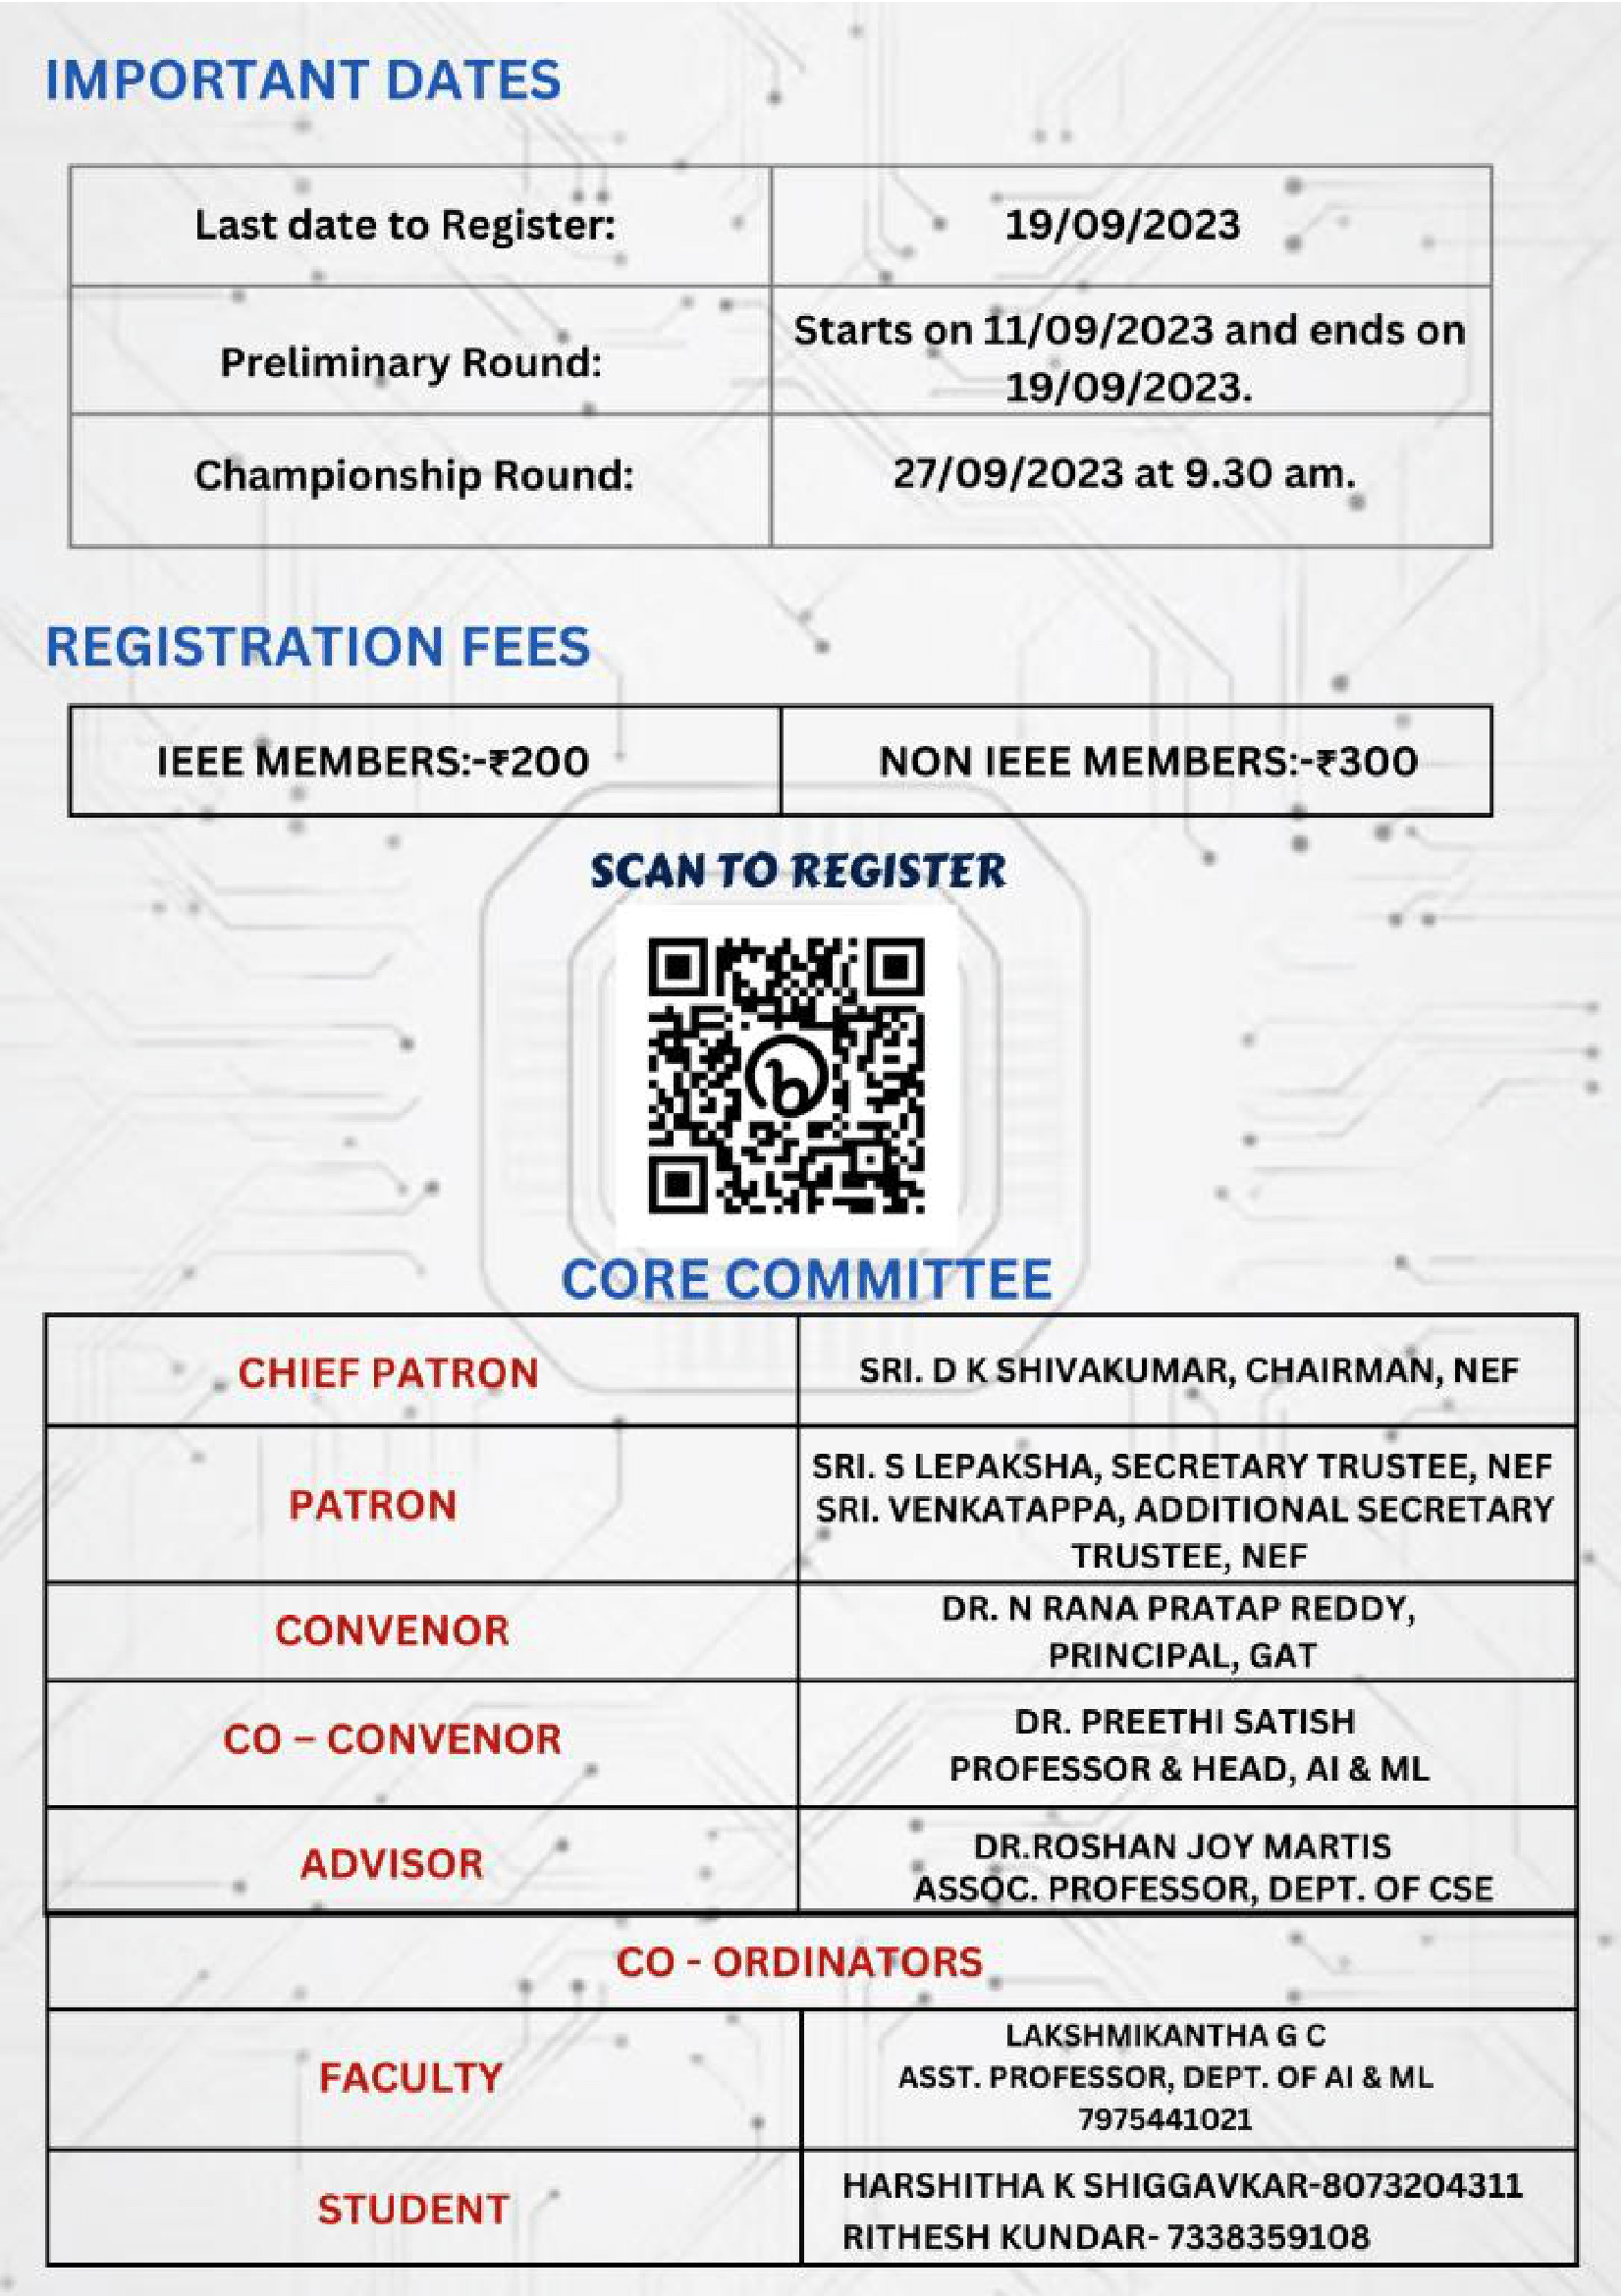 IMPORTANT DATES
Last date to Register:
19/09/2023
Preliminary Round:
Starts on 11/09/2023 and ends on
19/09/2023.
Championship Round:
27/09/2023 at 9.30 am.
REGISTRATION FEES
IEEE MEMBERS:-₹200
NON IEEE MEMBERS:-₹300
SCAN TO REGISTER
b
CORE COMMITTEE
CHIEF PATRON
SRI. D K SHIVAKUMAR, CHAIRMAN, NEF
PATRON
SRI. S LEPAKSHA, SECRETARY TRUSTEE, NEF
SRI. VENKATAPPA, ADDITIONAL SECRETARY
TRUSTEE, NEF
CONVENOR
DR. N RANA PRATAP REDDY,
PRINCIPAL, GAT
CO – CONVENOR
DR. PREETHI SATISH
PROFESSOR & HEAD, AI & ML
ADVISOR
DR.ROSHAN JOY MARTIS
ASSOC. PROFESSOR, DEPT. OF CSE
CO - ORDINATORS
FACULTY
LAKSHMIKANTHA G C
ASST. PROFESSOR, DEPT. OF AI & ML
7975441021
STUDENT
HARSHITHA K SHIGGAVKAR-8073204311
RITHESH KUNDAR- 7338359108